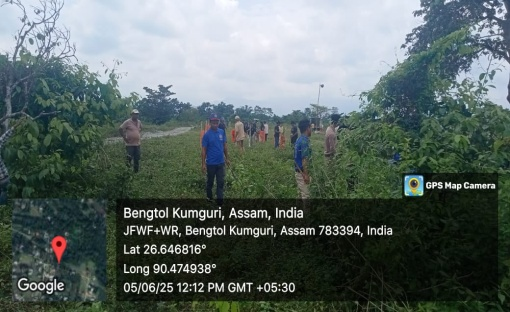 GPS Map Camera
Bengtol Kumguri, Assam, India
JFWF+WR, Bengtol Kumguri, Assam 783394, India
Lat 26.646816°
Long 90.474938°
05/06/25 12:12 PM GMT +05:30
Google